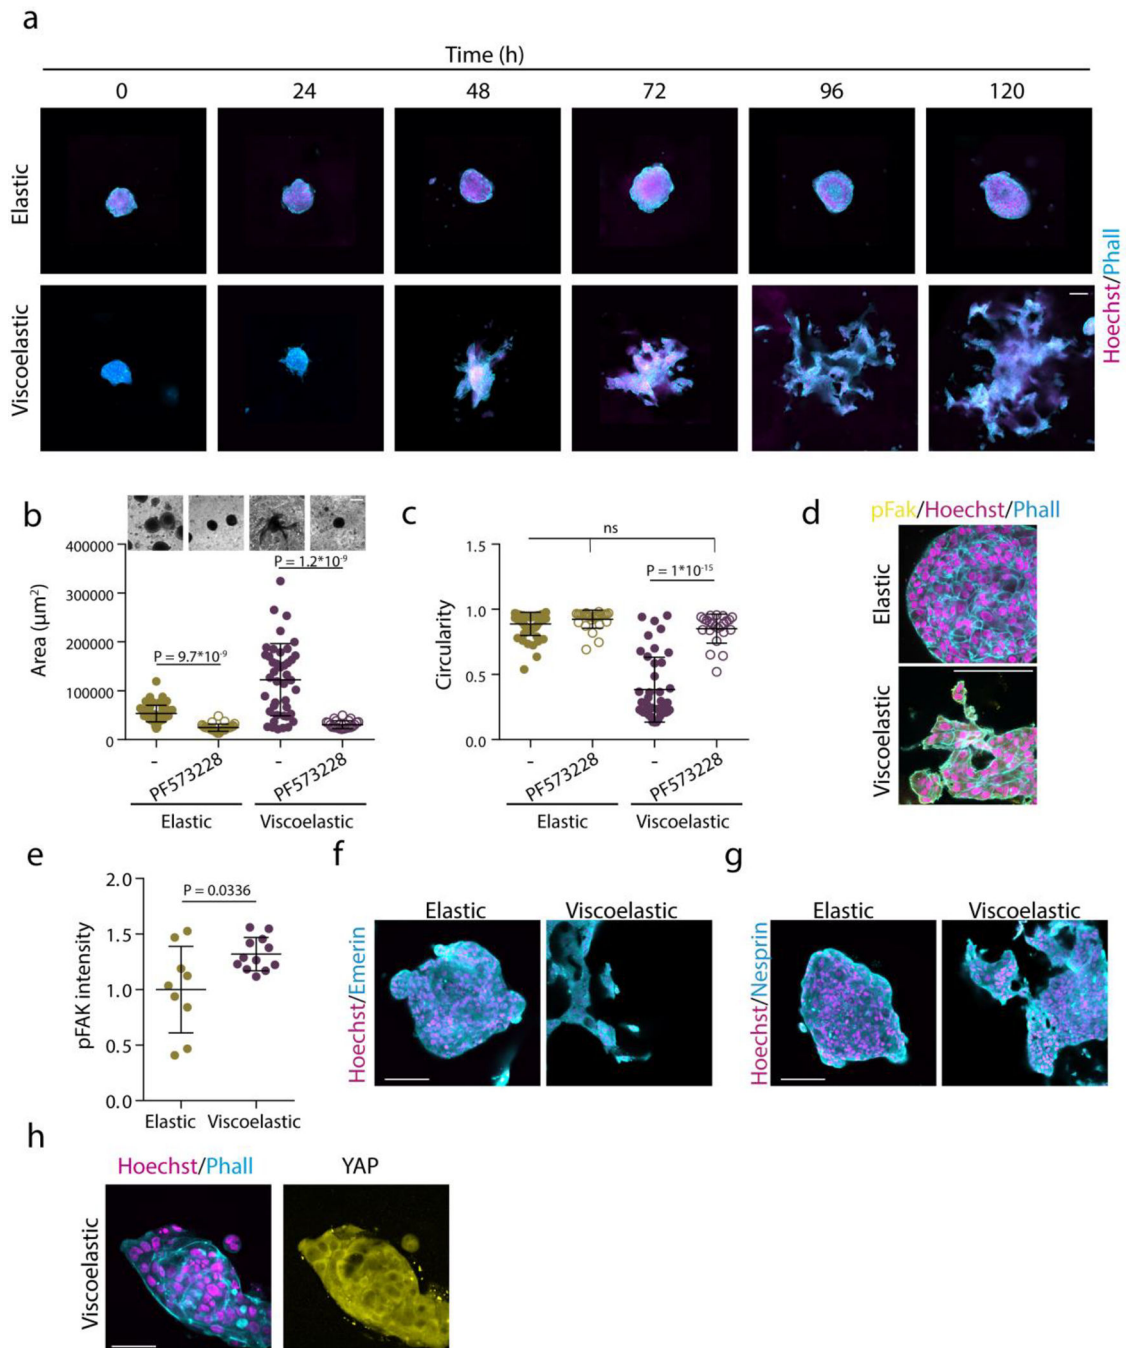 a
Time (h)
0 24 48 72 96 120
Elastic
Viscoelastic
Hoechst/Phall
b
Area (µm²)
400000
300000
200000
100000
0
P = 9.7*10⁻⁹
P = 1.2*10⁻⁹
- PF573228 - PF573228
Elastic Viscoelastic
c
Circularity
1.5
1.0
0.5
0.0
ns
P = 1*10⁻¹⁵
- PF573228 - PF573228
Elastic Viscoelastic
d
pFak/Hoechst/Phall
Elastic
Viscoelastic
e
pFAK intensity
2.0
1.5
1.0
0.5
0.0
P = 0.0336
Elastic Viscoelastic
f
Elastic Viscoelastic
Hoechst/Emerin
g
Elastic Viscoelastic
Hoechst/Nesprin
h
Hoechst/Phall YAP
Viscoelastic